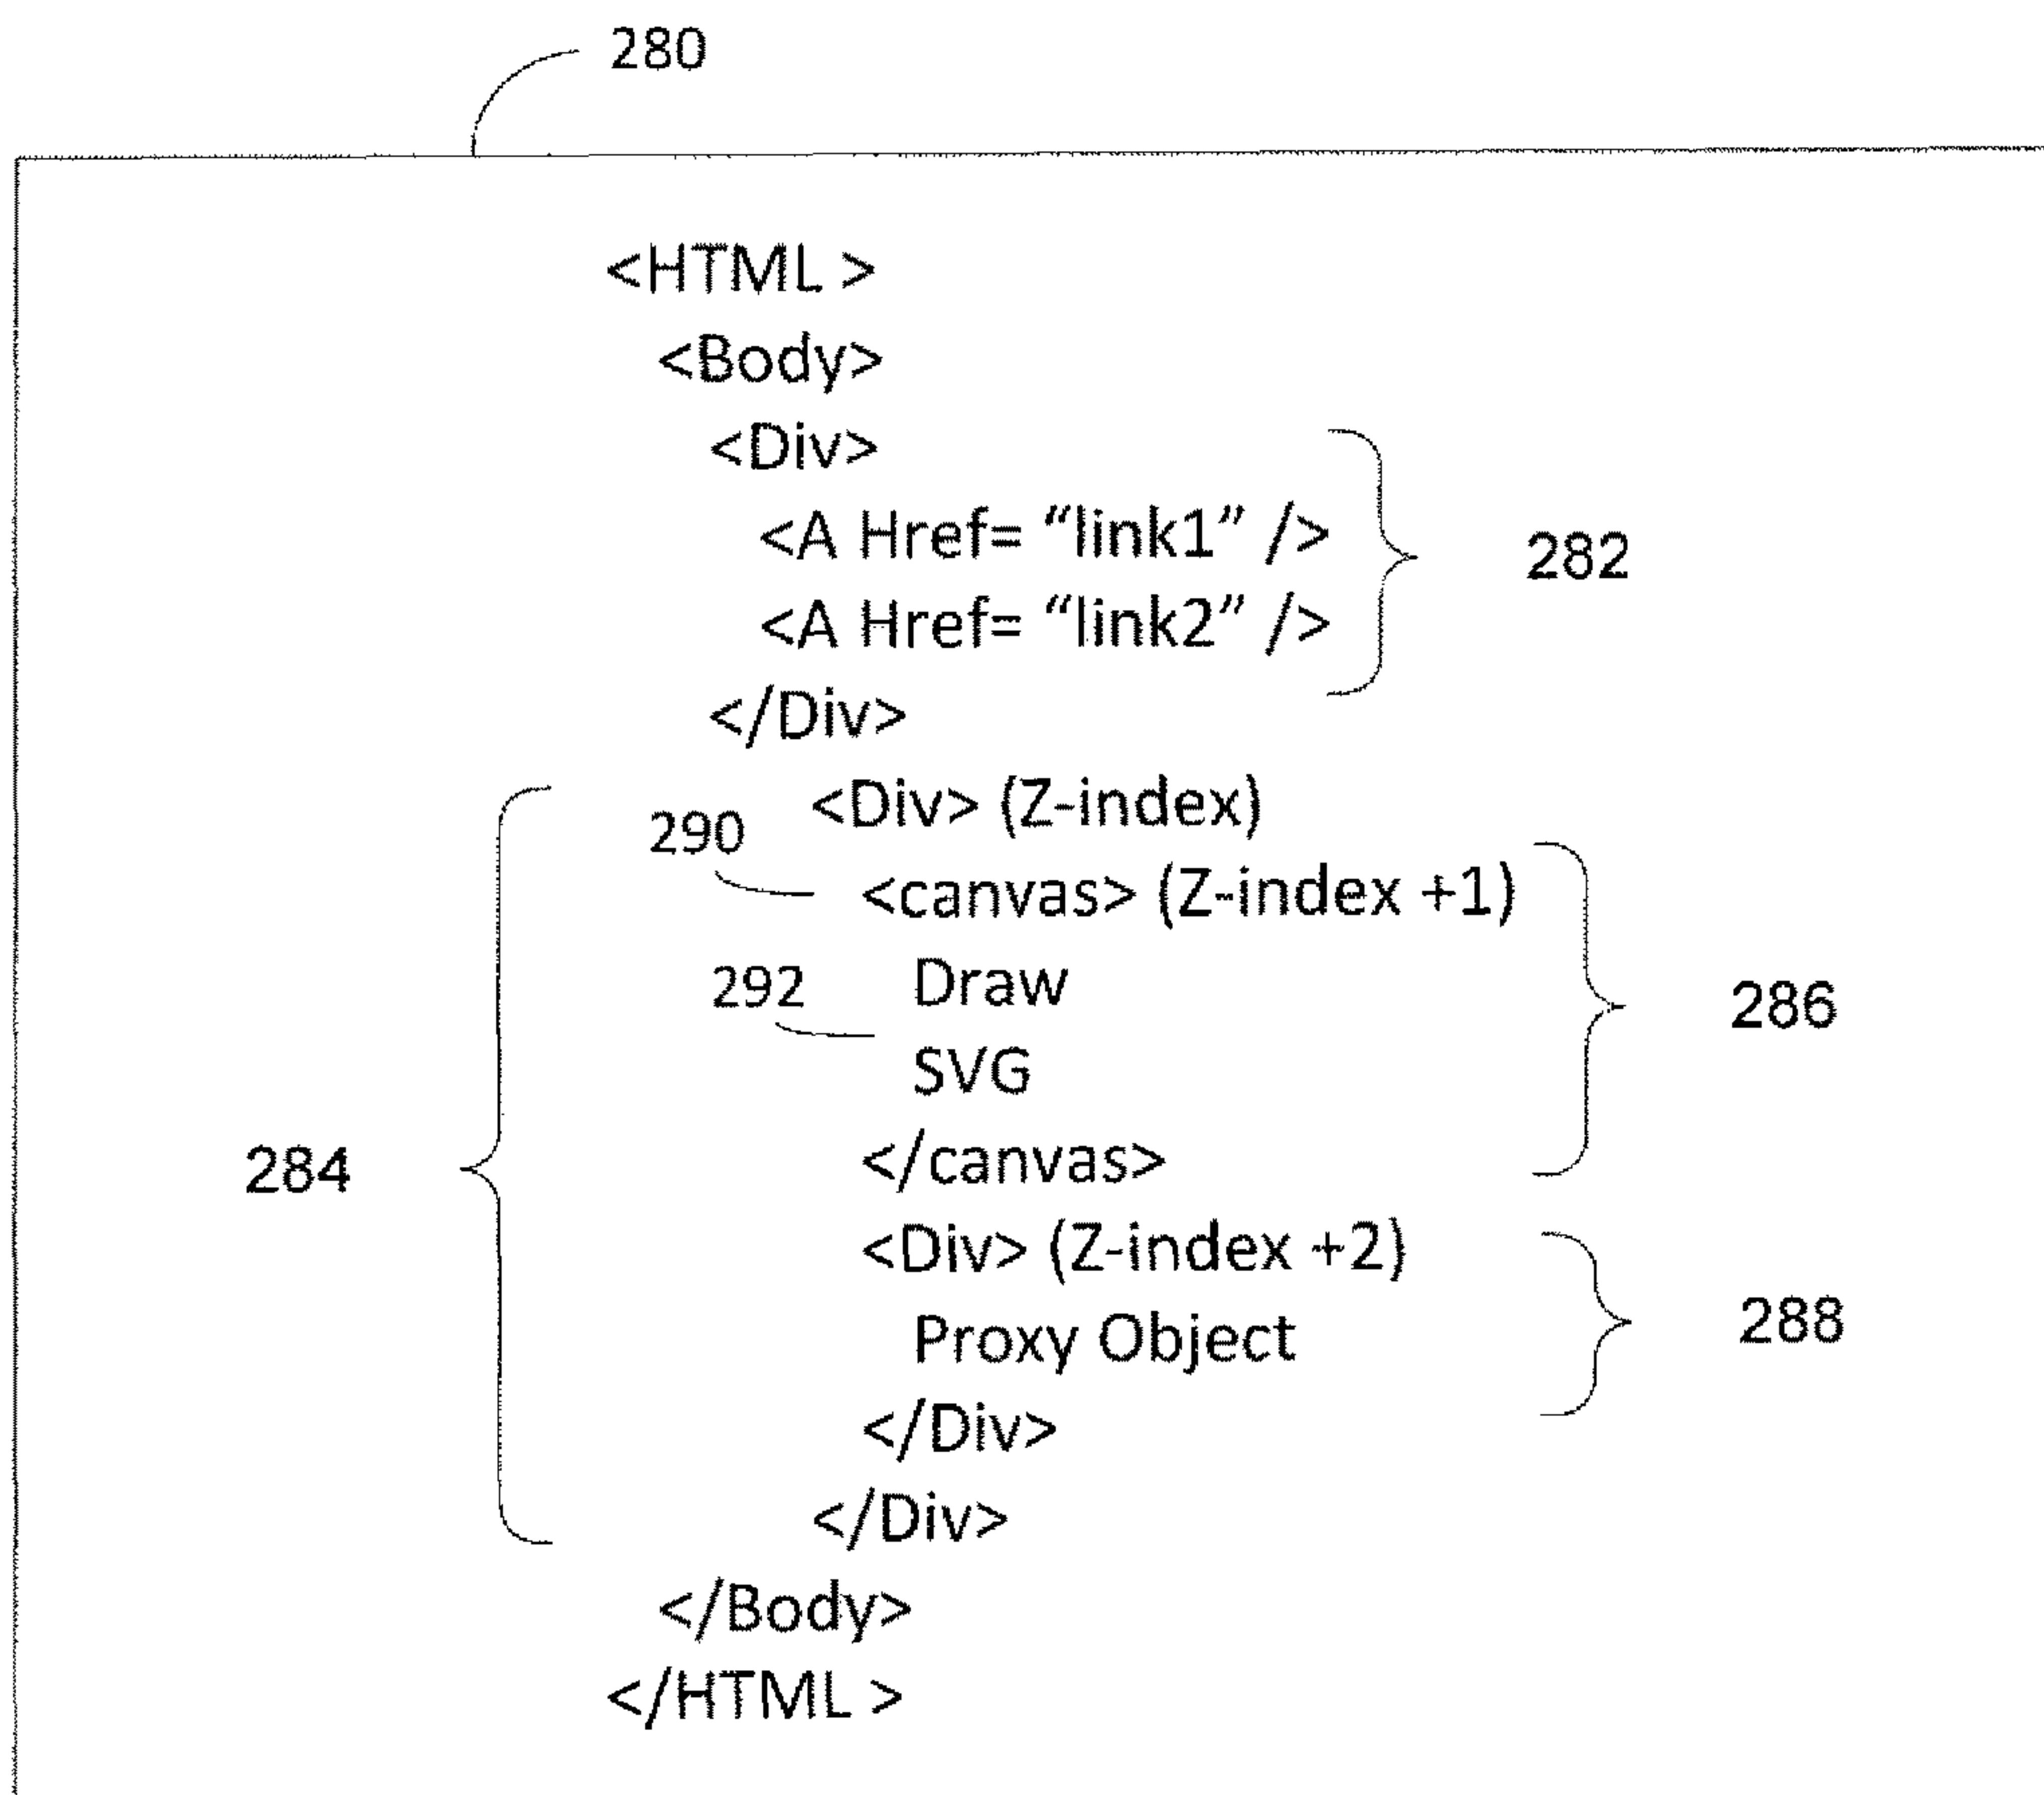 280
<HTML >
<Body>
<Div>
<A Href= “link1” />
282
<A Href= “link2” />
</Div>
<Div> (Z-index)
290
<canvas> (Z-index +1)
292
Draw
286
SVG
284
</canvas>
<Div> (Z-index +2)
288
Proxy Object
</Div>
</Div>
</Body>
</HTML >